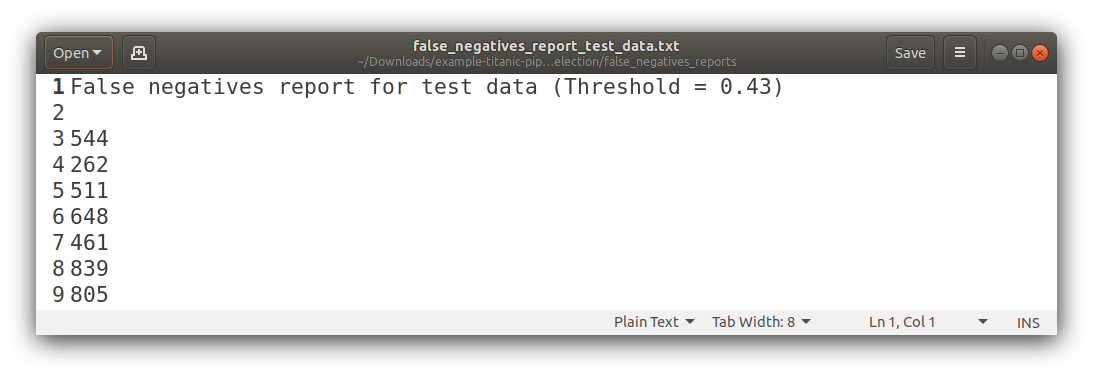 Open
false_negatives_report_test_data.txt
~/Downloads/example-titanic-pip...election/false_negatives_reports
Save
1 False negatives report for test data (Threshold = 0.43)
2
3 544
4 262
5 511
6 648
7 461
8 839
9 805
Plain Text Tab Width: 8 Ln 1, Col 1 INS